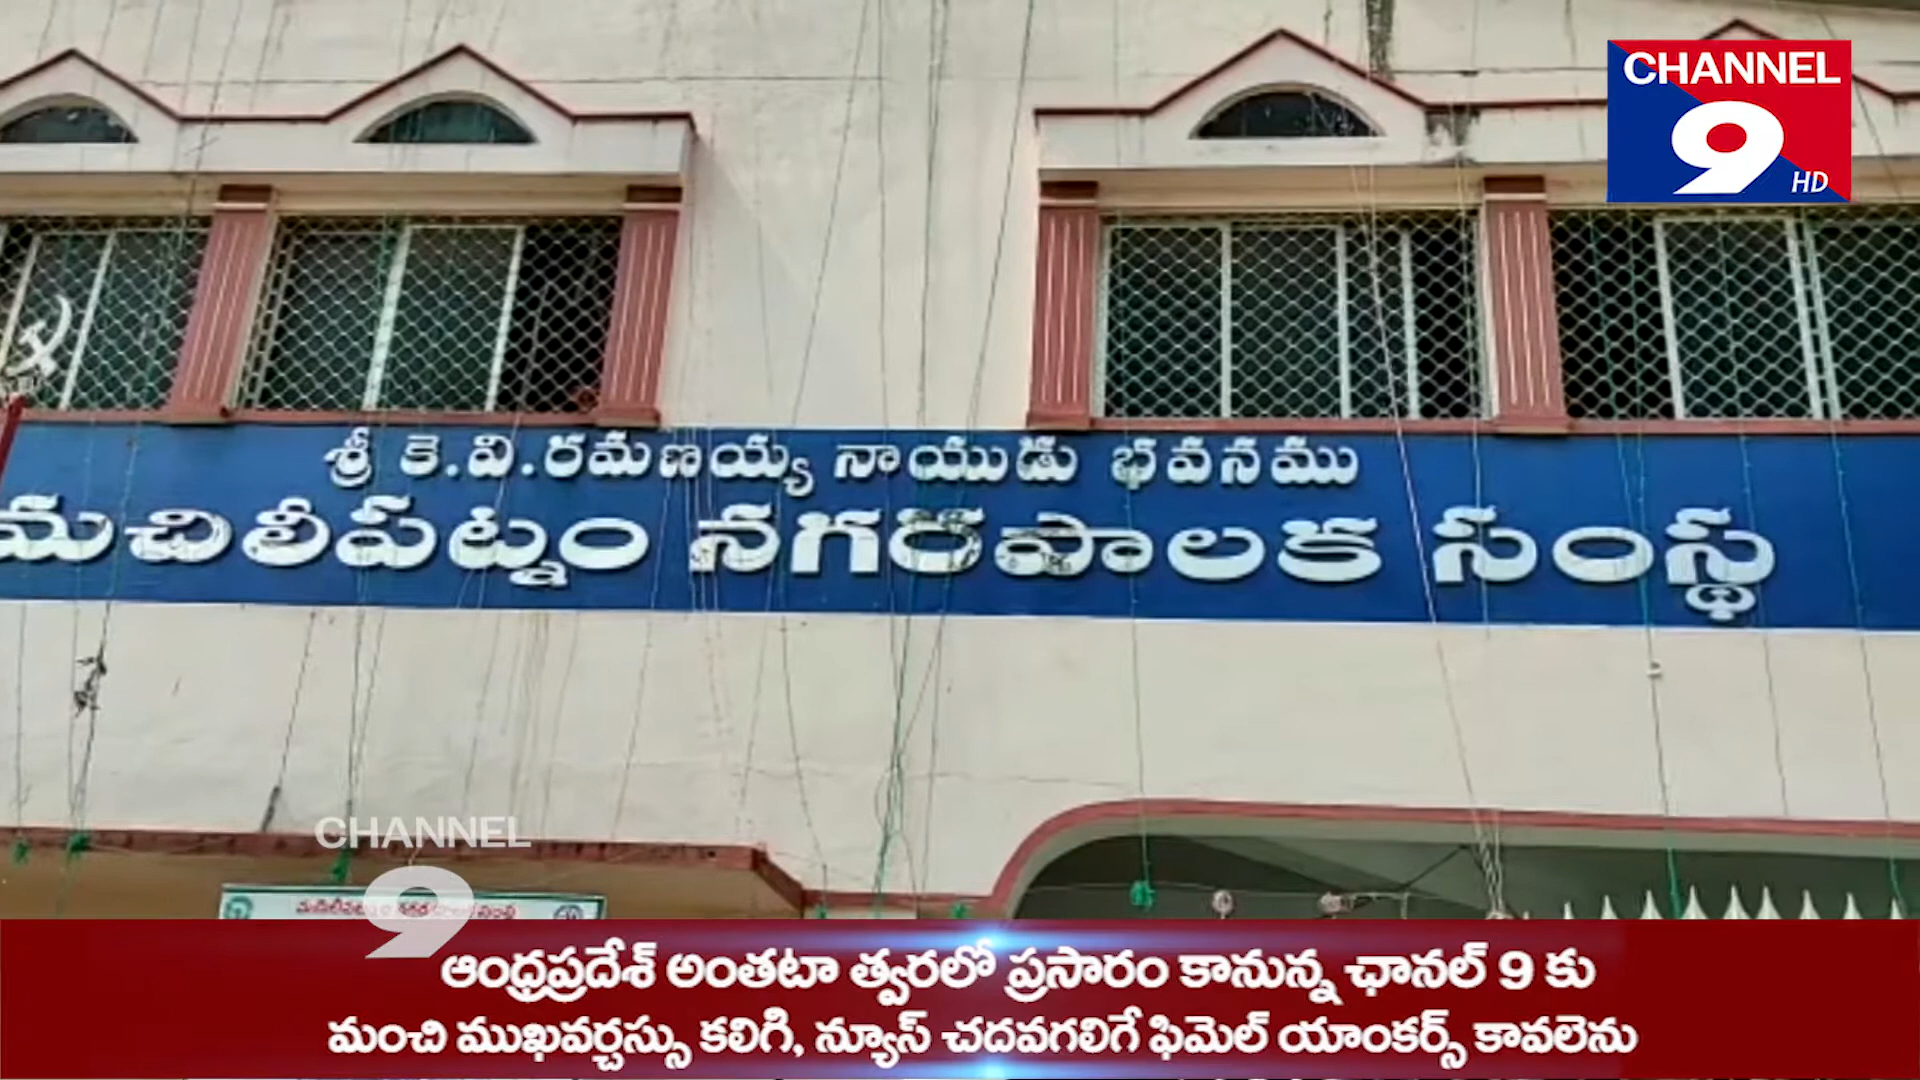 CHANNEL
9
HD
శ్రీ కె.వి.రమణయ్య నాయుడు భవనము
మచిలీపట్నం నగరపాలక సంస్థ
CHANNEL
9
ఆంధ్రప్రదేశ్ అంతటా త్వరలో ప్రసారం కానున్న ఛానల్ 9 కు
మంచి ముఖవర్చస్సు కలిగి, న్యూస్ చదవగలిగే ఫిమెల్ యాంకర్స్ కావలెను